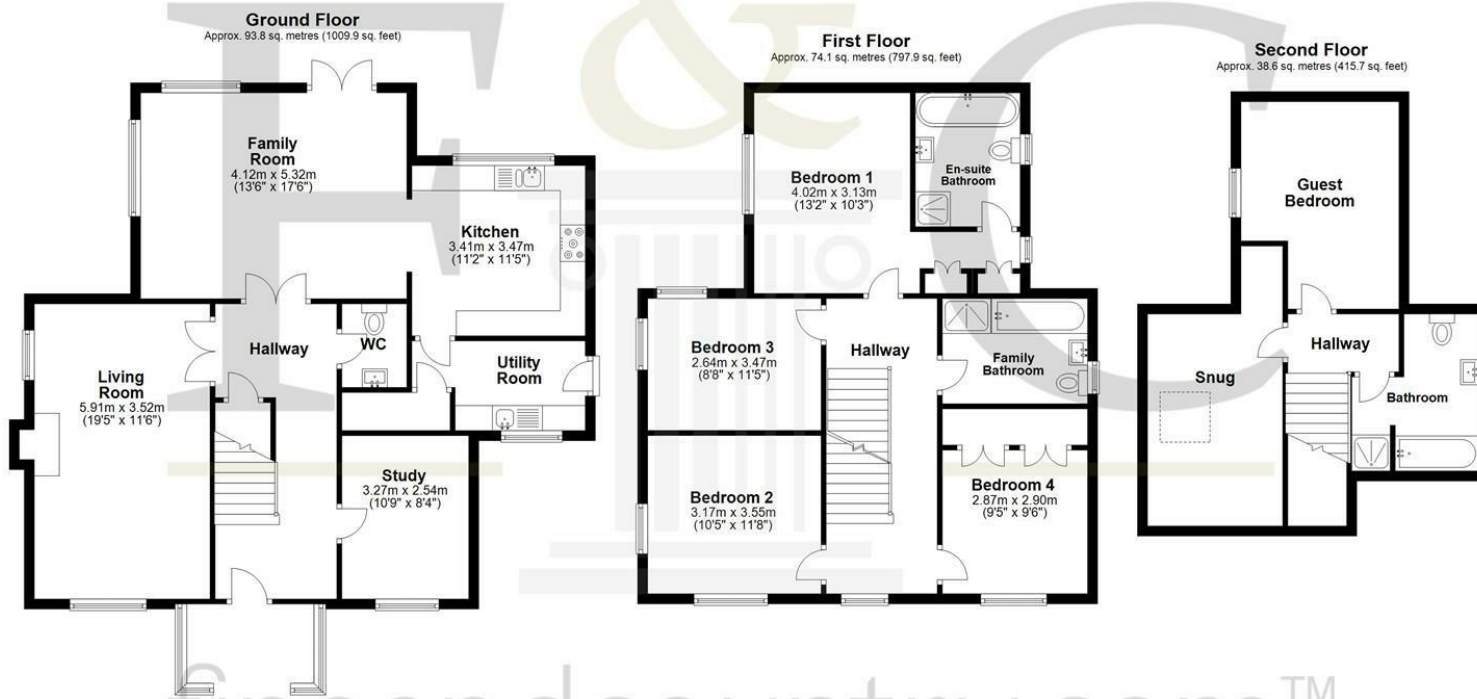 Ground Floor
Approx. 93.8 sq. metres (1009.9 sq. feet)
Family
Room
4.12m x 5.32m
(13'6" x 17'6")
Kitchen
3.41m x 3.47m
(11'2" x 11'5")
Hallway
WC
Utility
Room
Living
Room
5.91m x 3.52m
(19'5" x 11'6")
Study
3.27m x 2.54m
(10'9" x 8'4")
First Floor
Approx. 74.1 sq. metres (797.9 sq. feet)
Bedroom 1
4.02m x 3.13m
(13'2" x 10'3")
En-suite
Bathroom
Bedroom 3
2.64m x 3.47m
(8'8" x 11'5")
Hallway
Family
Bathroom
Bedroom 2
3.17m x 3.55m
(10'5" x 11'8")
Bedroom 4
2.87m x 2.90m
(9'5" x 9'6")
Second Floor
Approx. 38.6 sq. metres (415.7 sq. feet)
Guest
Bedroom
Hallway
Snug
Bathroom
F & C